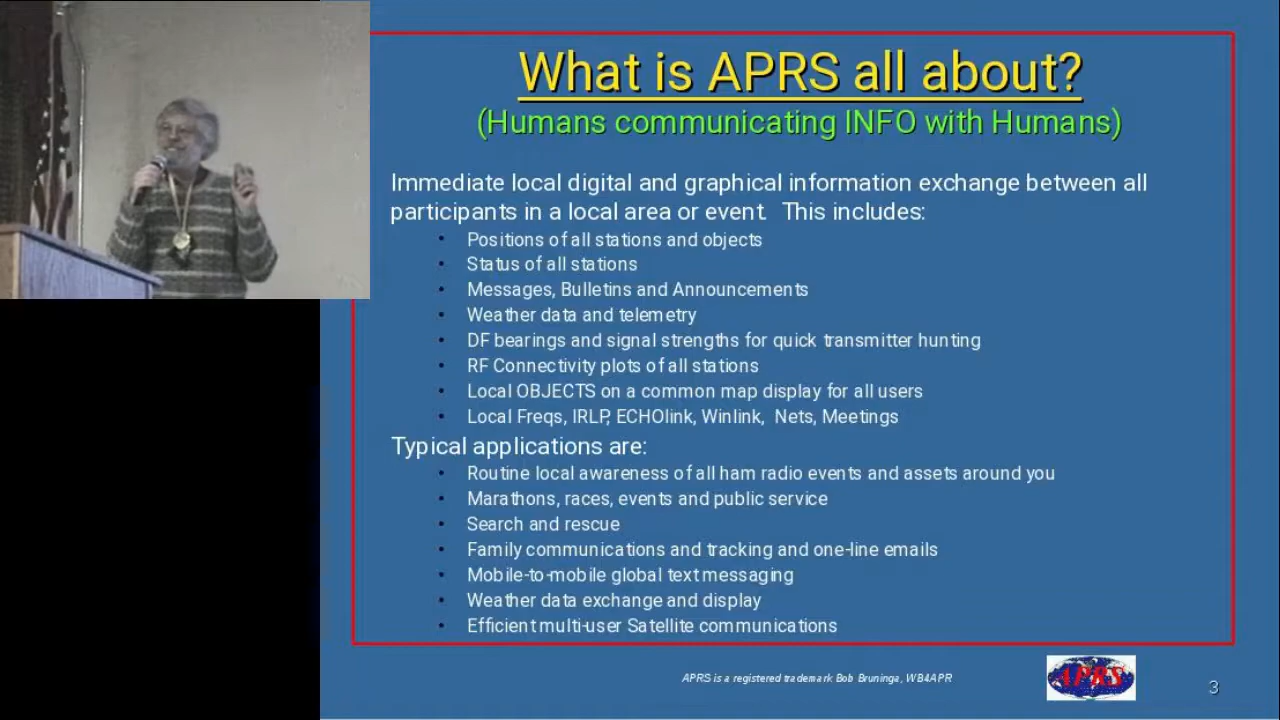 What is APRS all about?
(Humans communicating INFO with Humans)
Immediate local digital and graphical information exchange between all
participants in a local area or event. This includes:
• Positions of all stations and objects
• Status of all stations
• Messages, Bulletins and Announcements
• Weather data and telemetry
• DF bearings and signal strengths for quick transmitter hunting
• RF Connectivity plots of all stations
• Local OBJECTS on a common map display for all users
• Local Freqs, IRLP, ECHOlink, Winlink, Nets, Meetings
Typical applications are:
• Routine local awareness of all ham radio events and assets around you
• Marathons, races, events and public service
• Search and rescue
• Family communications and tracking and one-line emails
• Mobile-to-mobile global text messaging
• Weather data exchange and display
• Efficient multi-user Satellite communications
APRS is a registered trademark Bob Bruninga, WB4APR
APRS
3